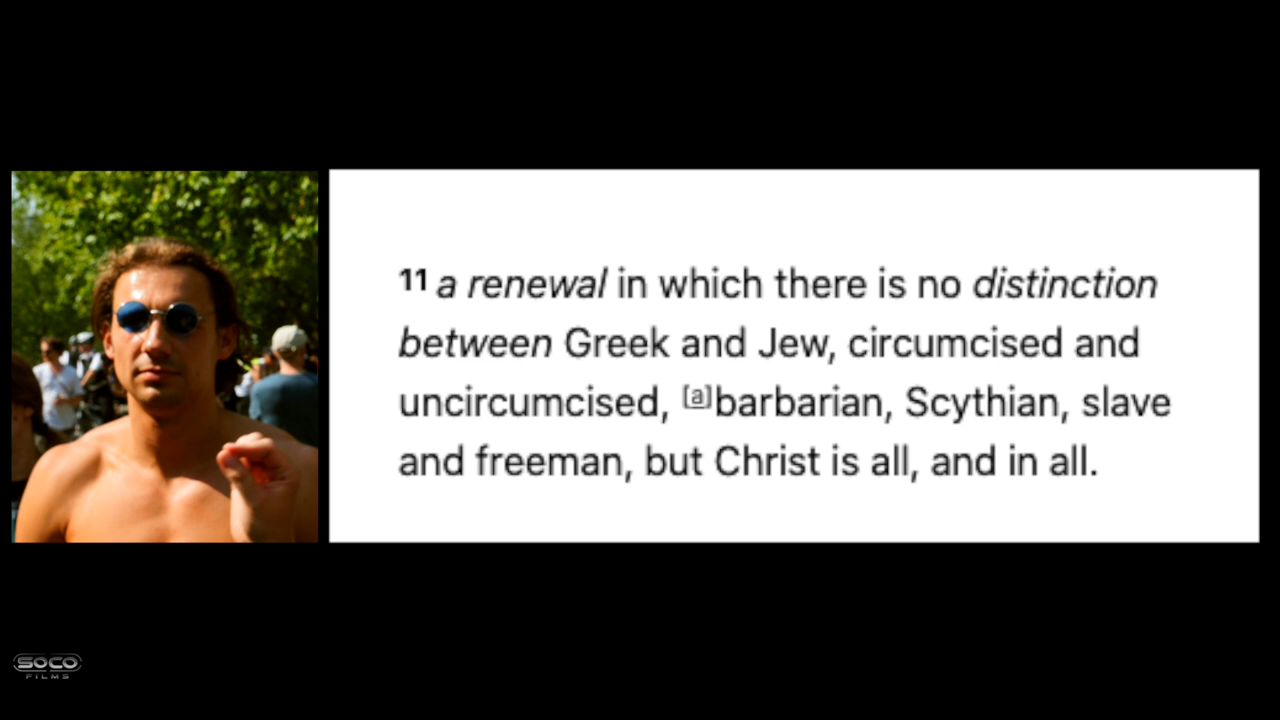 11 a renewal in which there is no distinction
between Greek and Jew, circumcised and
uncircumcised, [a]barbarian, Scythian, slave
and freeman, but Christ is all, and in all.
SOCO
FILMS